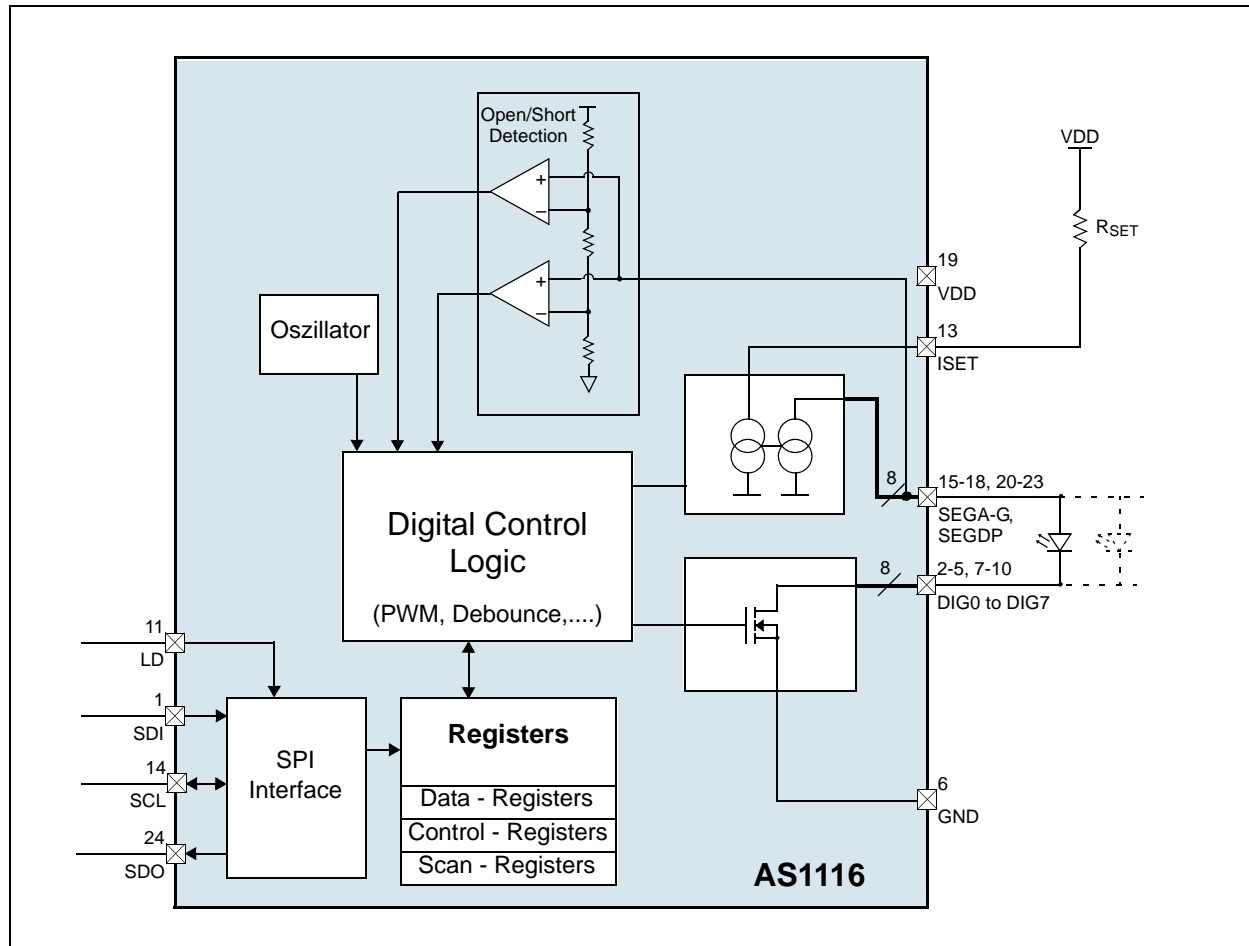 Open/Short
Detection
+
−
+
−
VDD
RSET
19
VDD
13
ISET
Oszillator
8
15-18, 20-23
SEGA-G,
SEGDP
Digital Control
Logic
(PWM, Debounce,....)
8
2-5, 7-10
DIG0 to DIG7
11
LD
1
SDI
14
SCL
24
SDO
SPI
Interface
Registers
Data - Registers
Control - Registers
Scan - Registers
6
GND
AS1116